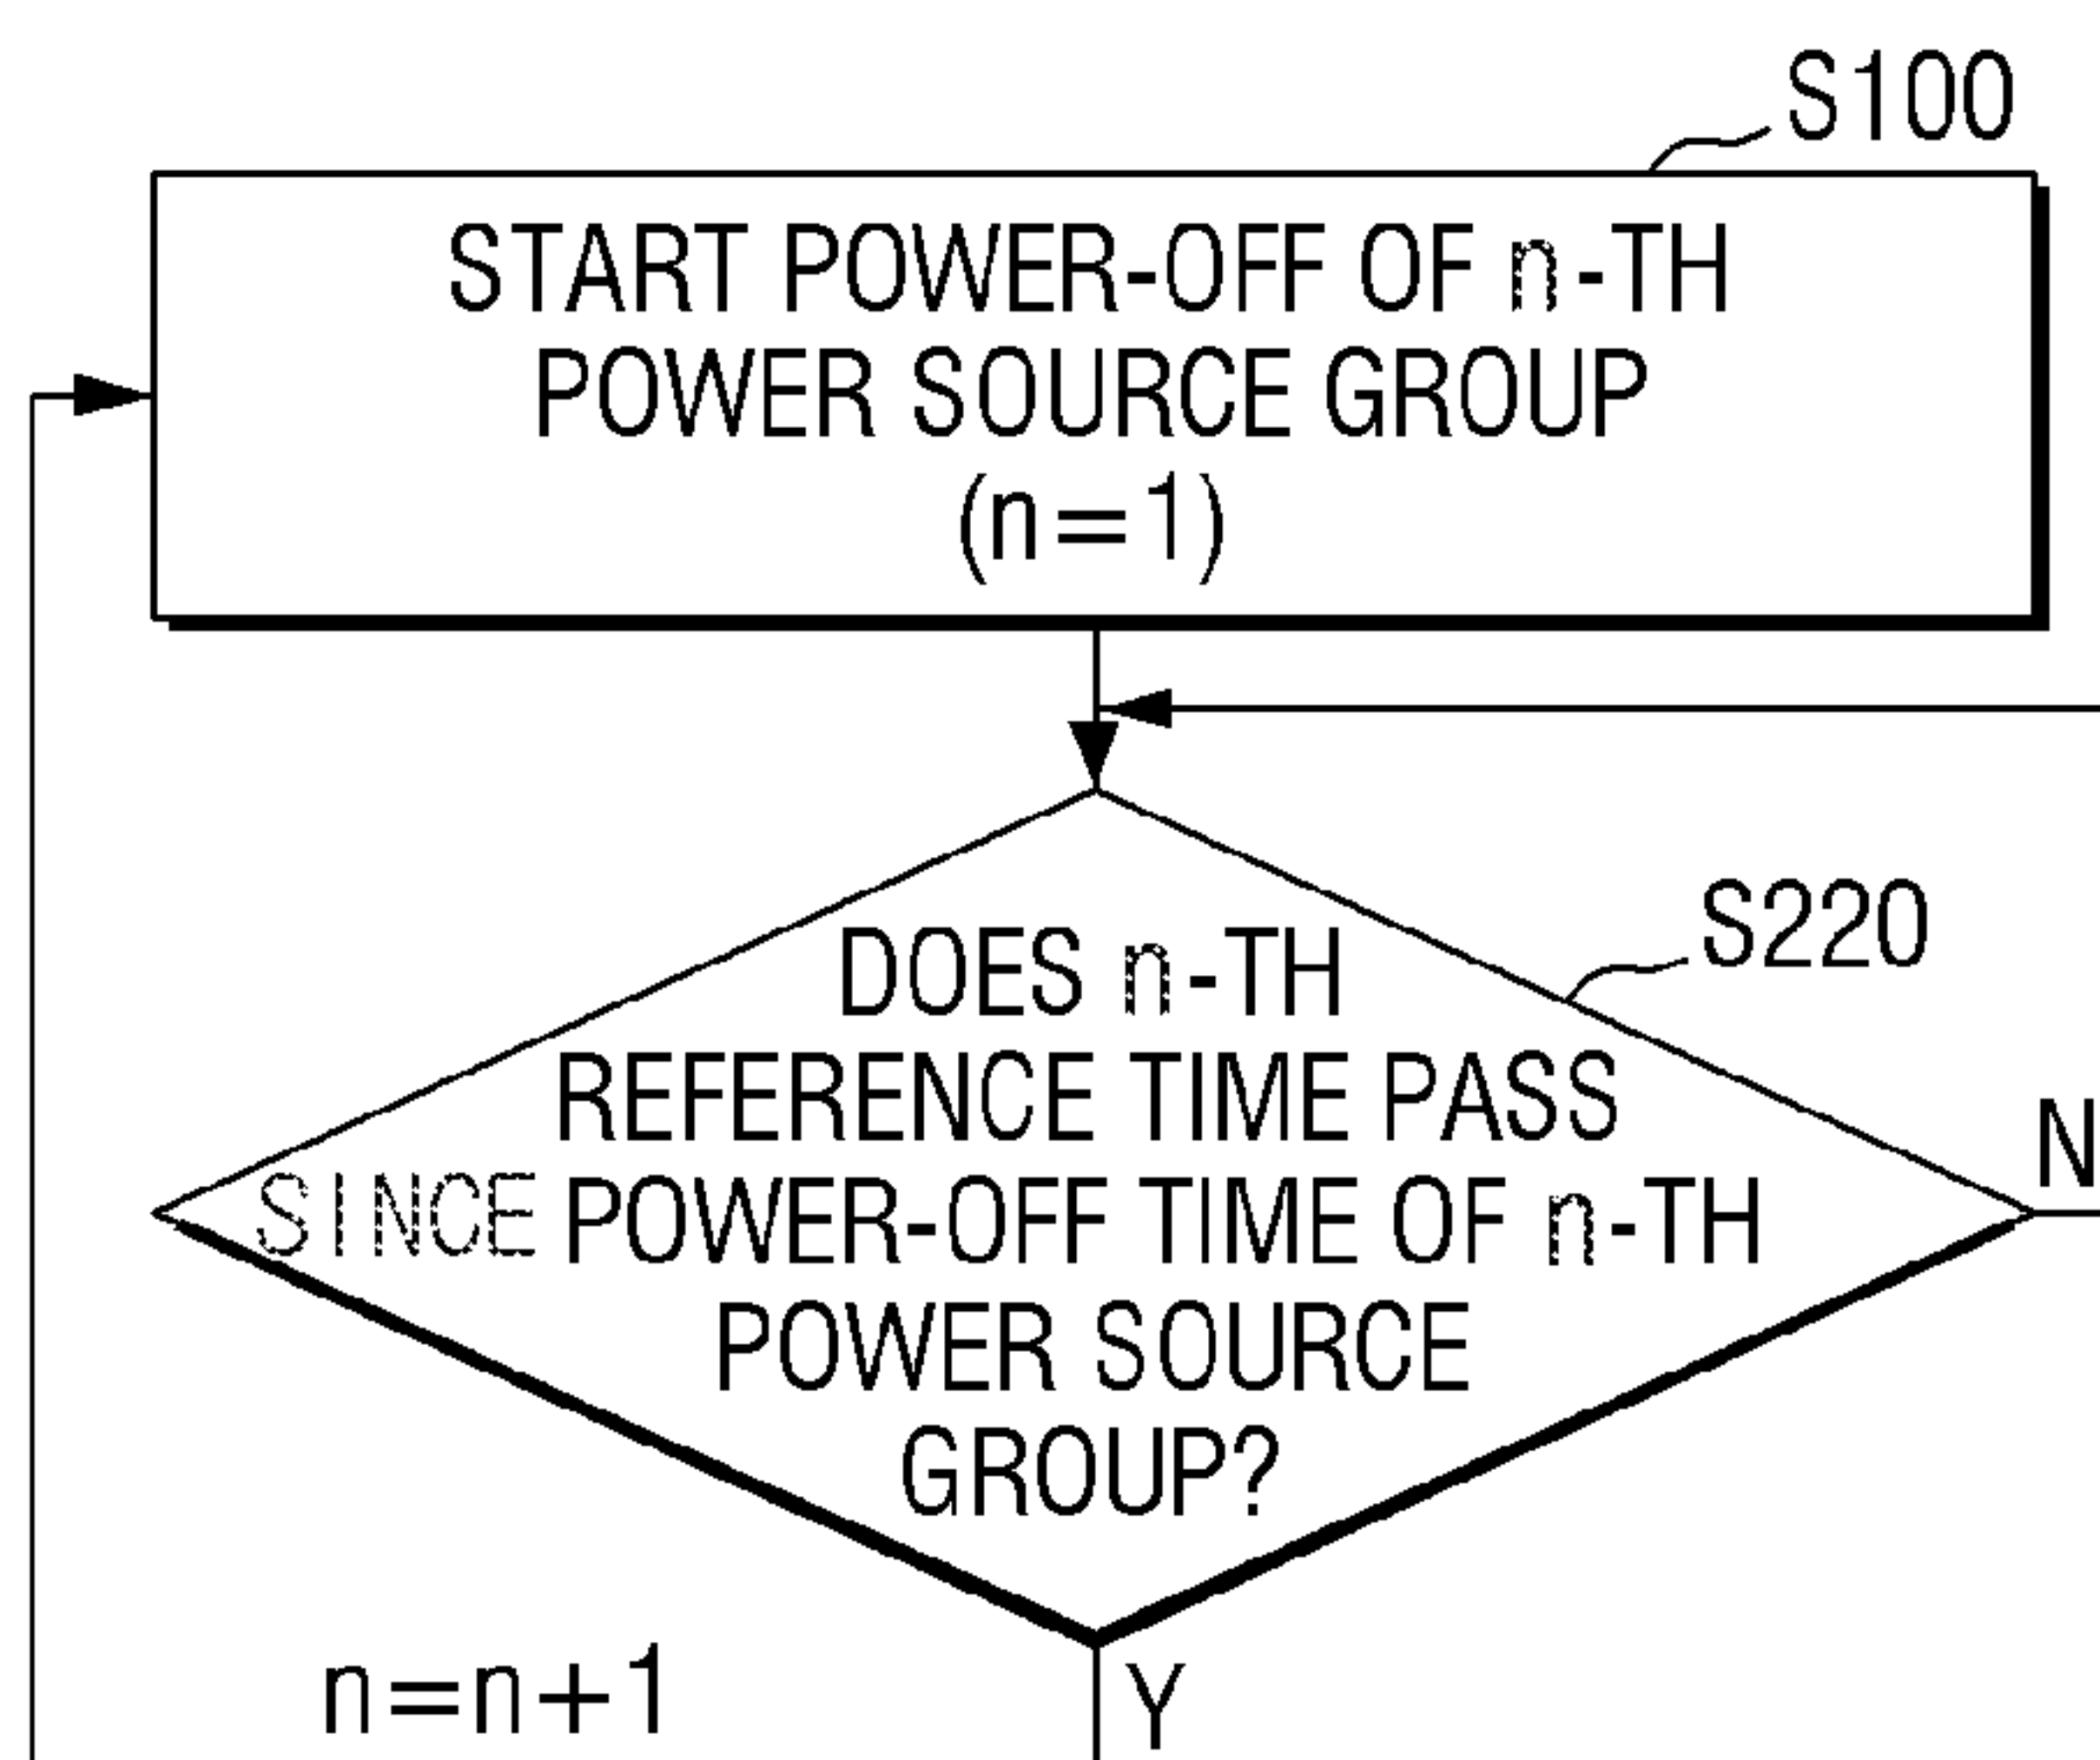 S100
START POWER-OFF OF n-TH
POWER SOURCE GROUP
(n=1)
S220
DOES n-TH
REFERENCE TIME PASS
SINCE POWER-OFF TIME OF n-TH
POWER SOURCE
GROUP?
N
n=n+1
Y